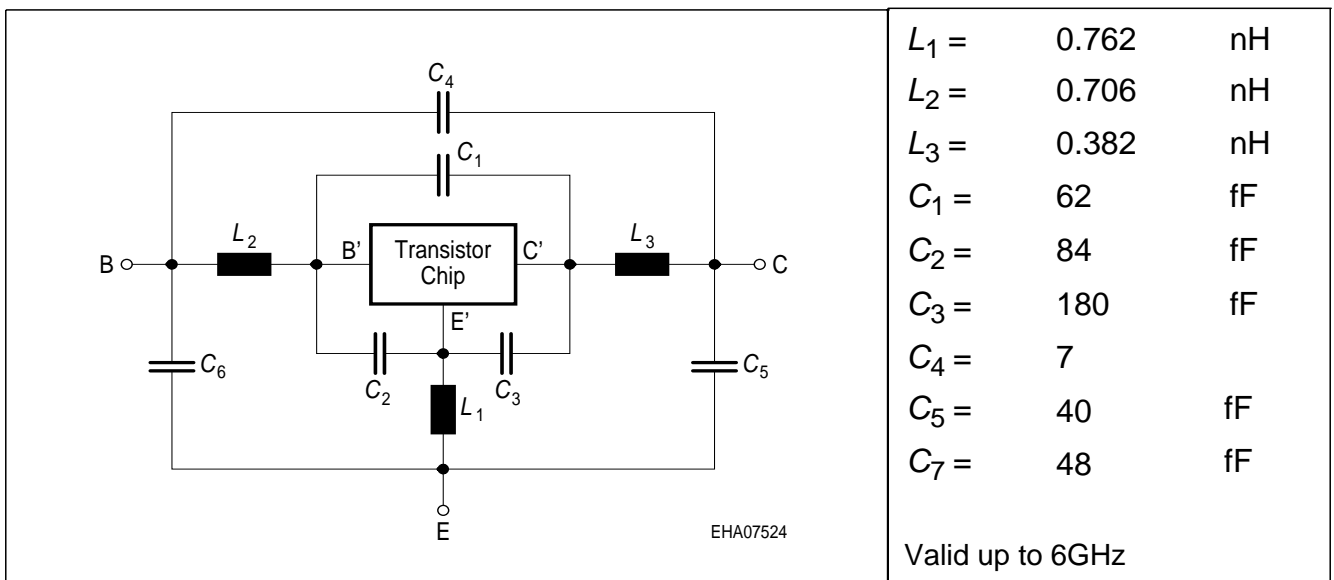 C4
C1
L2
B'
Transistor
Chip
C'
L3
B
C
E'
C6
C2
L1
C3
C5
E
EHA07524
L1 = 0.762 nH
L2 = 0.706 nH
L3 = 0.382 nH
C1 = 62 fF
C2 = 84 fF
C3 = 180 fF
C4 = 7
C5 = 40 fF
C7 = 48 fF
Valid up to 6GHz